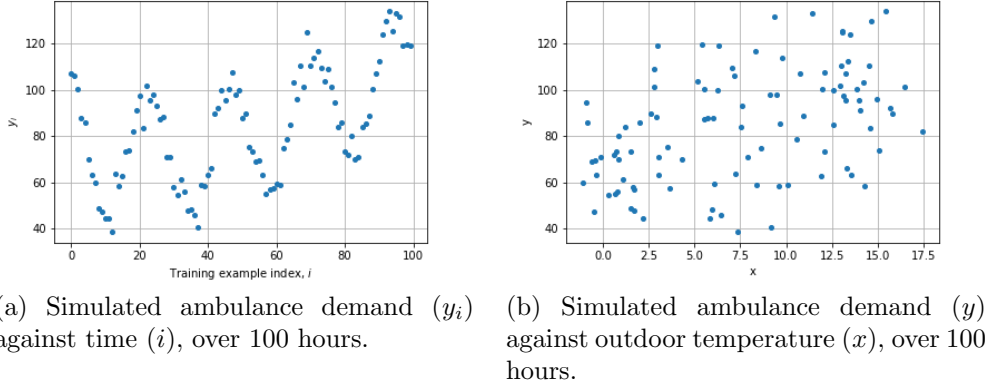 120
100
80
60
40
yᵢ
0
20
40
60
80
100
Training example index, i
120
100
80
60
40
y
0.0
2.5
5.0
7.5
10.0
12.5
15.0
17.5
x
a) Simulated ambulance demand (yᵢ)
against time (i), over 100 hours.
(b) Simulated ambulance demand (y)
against outdoor temperature (x), over 100
hours.